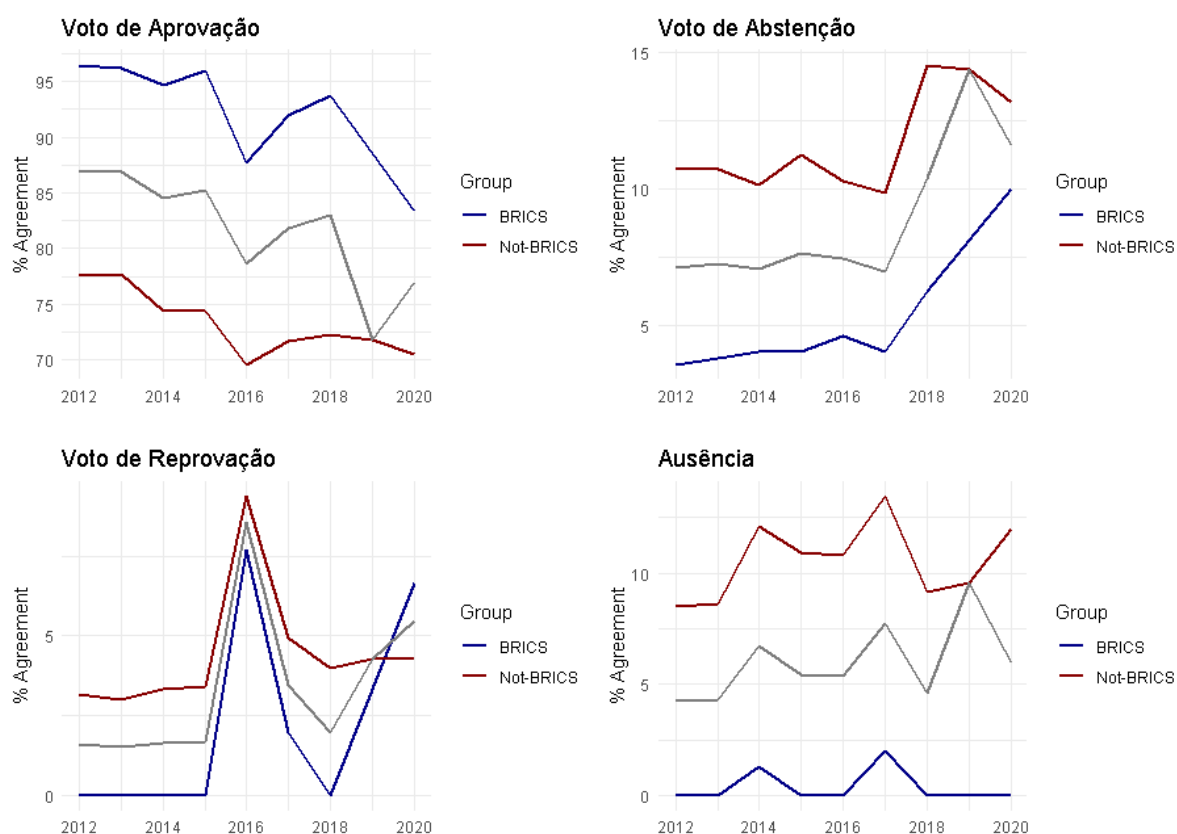 Voto de Aprovação
% Agreement
95
90
85
80
75
70
2012 2014 2016 2018 2020
Group
BRICS
Not-BRICS
Voto de Abstenção
% Agreement
15
10
5
2012 2014 2016 2018 2020
Group
BRICS
Not-BRICS
Voto de Reprovação
% Agreement
5
0
2012 2014 2016 2018 2020
Group
BRICS
Not-BRICS
Ausência
% Agreement
10
5
0
2012 2014 2016 2018 2020
Group
BRICS
Not-BRICS